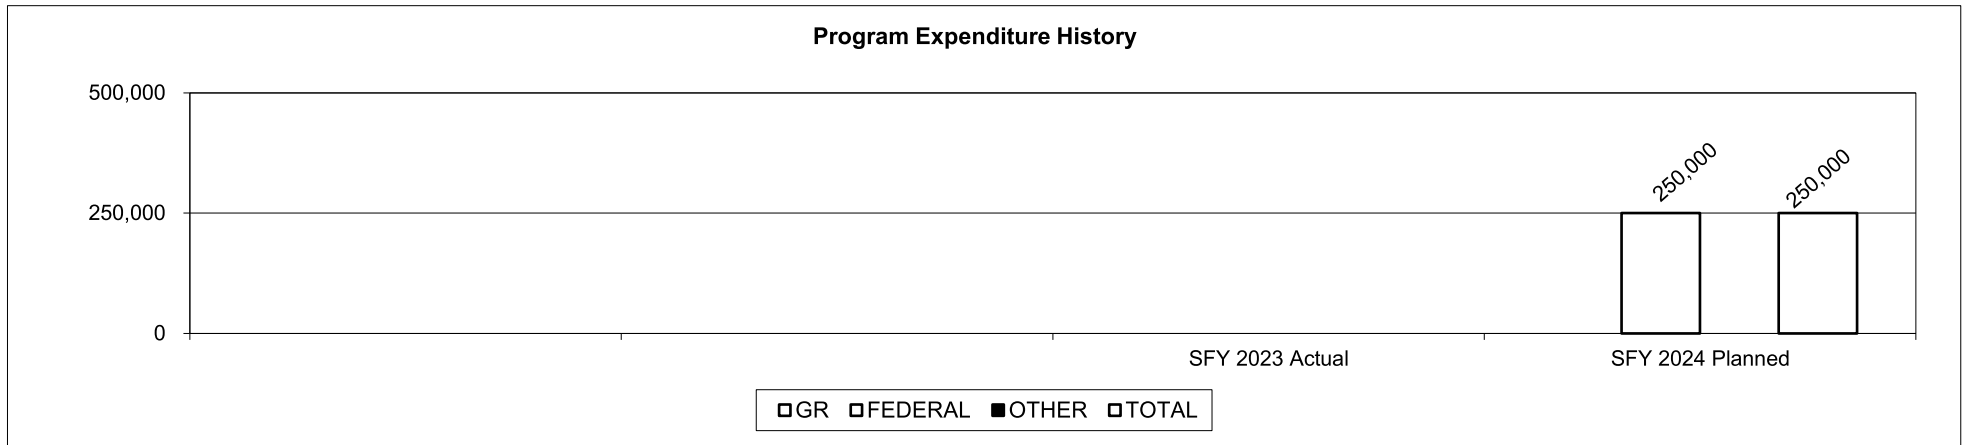 Program Expenditure History
500,000
250,000
0
250,000
250,000
SFY 2023 Actual
SFY 2024 Planned
GR FEDERAL OTHER TOTAL